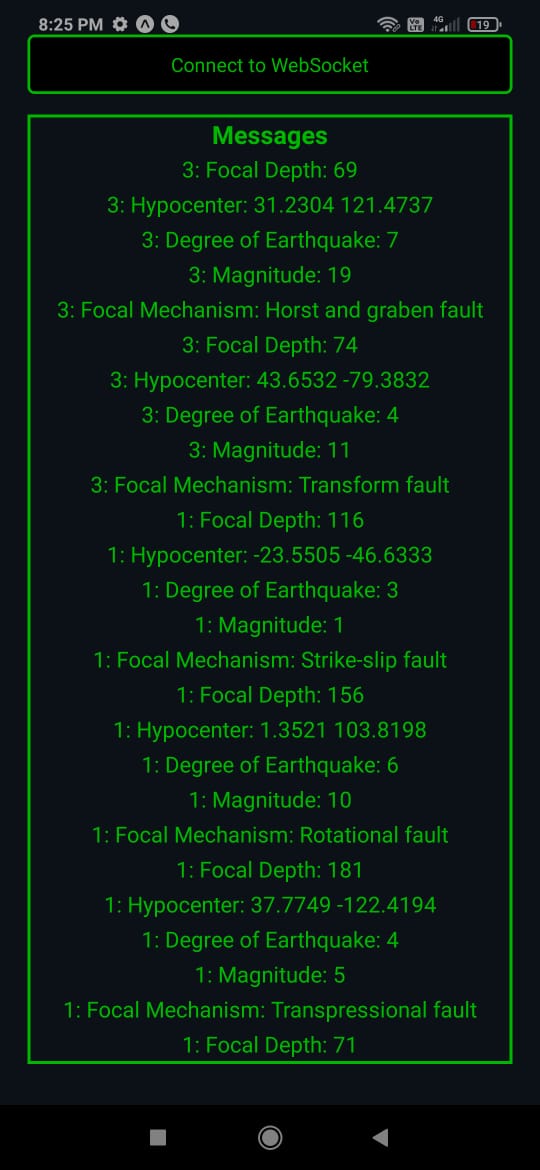 8:25 PM
Vo LTE 4G 19
Connect to WebSocket
Messages
3: Focal Depth: 69
3: Hypocenter: 31.2304 121.4737
3: Degree of Earthquake: 7
3: Magnitude: 19
3: Focal Mechanism: Horst and graben fault
3: Focal Depth: 74
3: Hypocenter: 43.6532 -79.3832
3: Degree of Earthquake: 4
3: Magnitude: 11
3: Focal Mechanism: Transform fault
1: Focal Depth: 116
1: Hypocenter: -23.5505 -46.6333
1: Degree of Earthquake: 3
1: Magnitude: 1
1: Focal Mechanism: Strike-slip fault
1: Focal Depth: 156
1: Hypocenter: 1.3521 103.8198
1: Degree of Earthquake: 6
1: Magnitude: 10
1: Focal Mechanism: Rotational fault
1: Focal Depth: 181
1: Hypocenter: 37.7749 -122.4194
1: Degree of Earthquake: 4
1: Magnitude: 5
1: Focal Mechanism: Transpressional fault
1: Focal Depth: 71